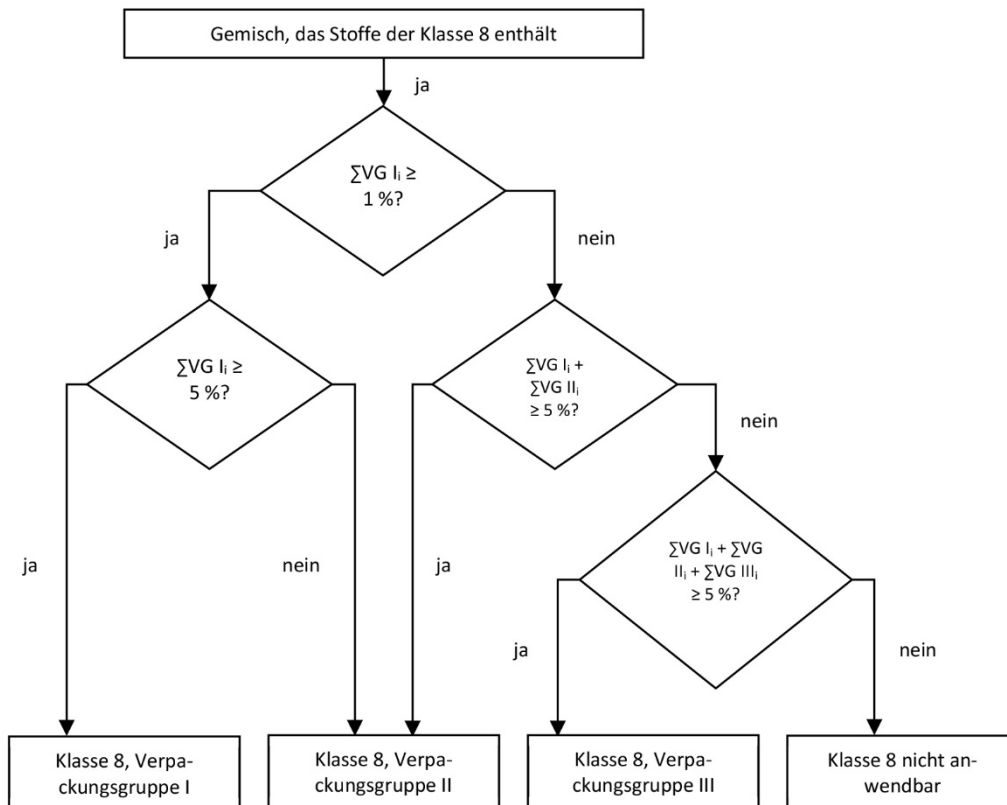 Gemisch, das Stoffe der Klasse 8 enthält
ja
∑VG Iᵢ ≥
1 %?
ja
nein
∑VG Iᵢ ≥
5 %?
∑VG Iᵢ +
∑VG IIᵢ
≥ 5 %?
nein
ja
nein
ja
∑VG Iᵢ + ∑VG
IIᵢ + ∑VG IIIᵢ
≥ 5 %?
ja
nein
Klasse 8, Verpa-
ckungsgruppe I
Klasse 8, Verpa-
ckungsgruppe II
Klasse 8, Verpa-
ckungsgruppe III
Klasse 8 nicht an-
wendbar